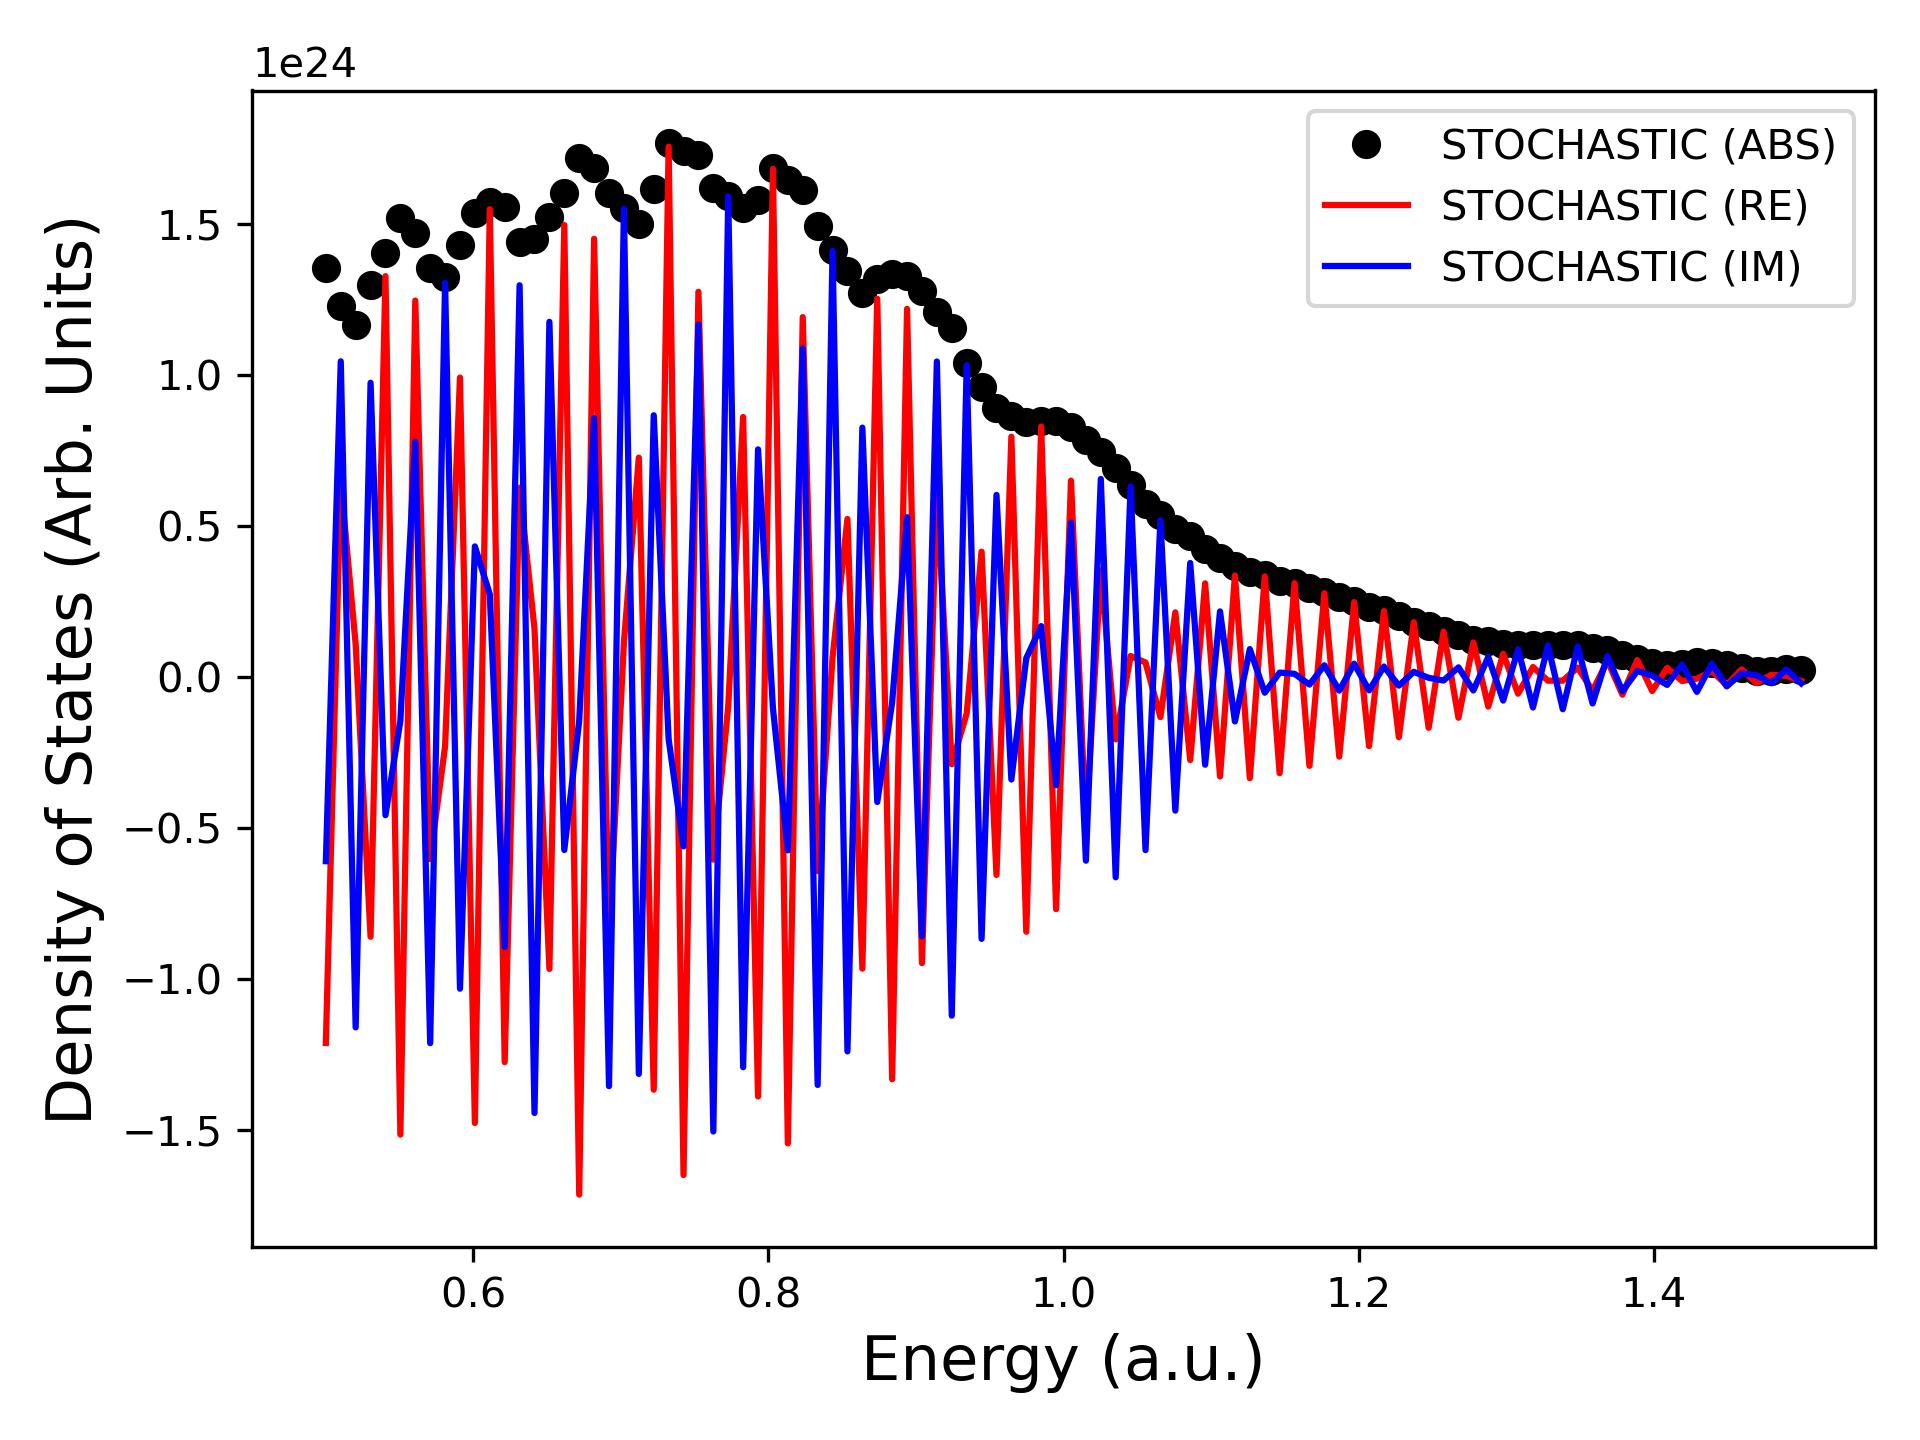 1e24
STOCHASTIC (ABS)
STOCHASTIC (RE)
STOCHASTIC (IM)
Density of States (Arb. Units)
1.5
1.0
0.5
0.0
−0.5
−1.0
−1.5
0.6 0.8 1.0 1.2 1.4
Energy (a.u.)